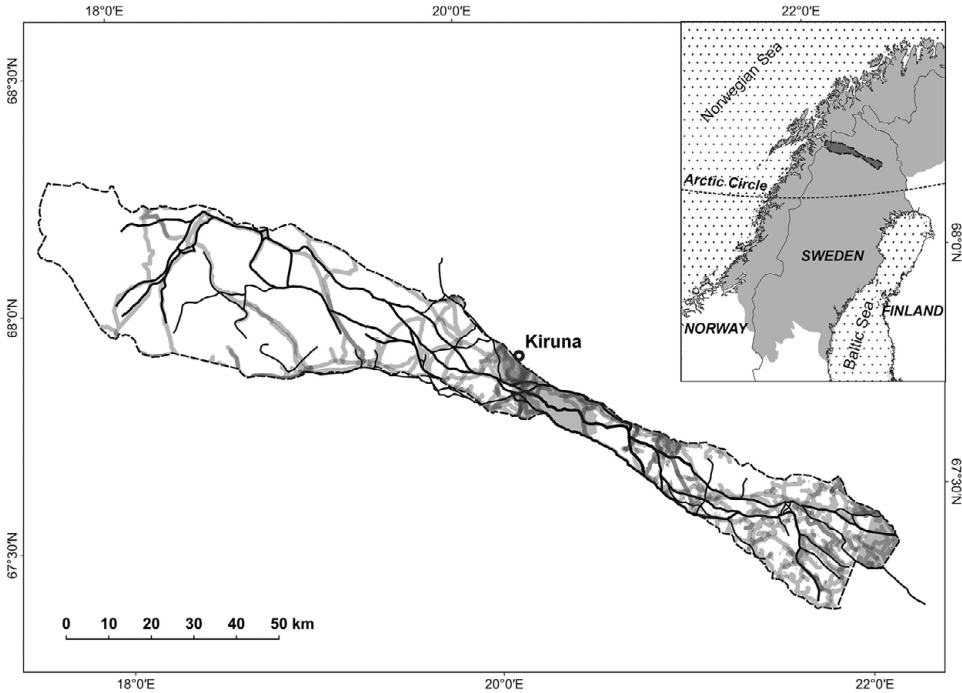 18°0'E 20°0'E 22°0'E
68°30'N
Norwegian Sea
Arctic Circle
68°0'N
SWEDEN
NORWAY
Baltic Sea
FINLAND
68°0'N
Kiruna
67°30'N
67°30'N
0 10 20 30 40 50 km
18°0'E 20°0'E 22°0'E